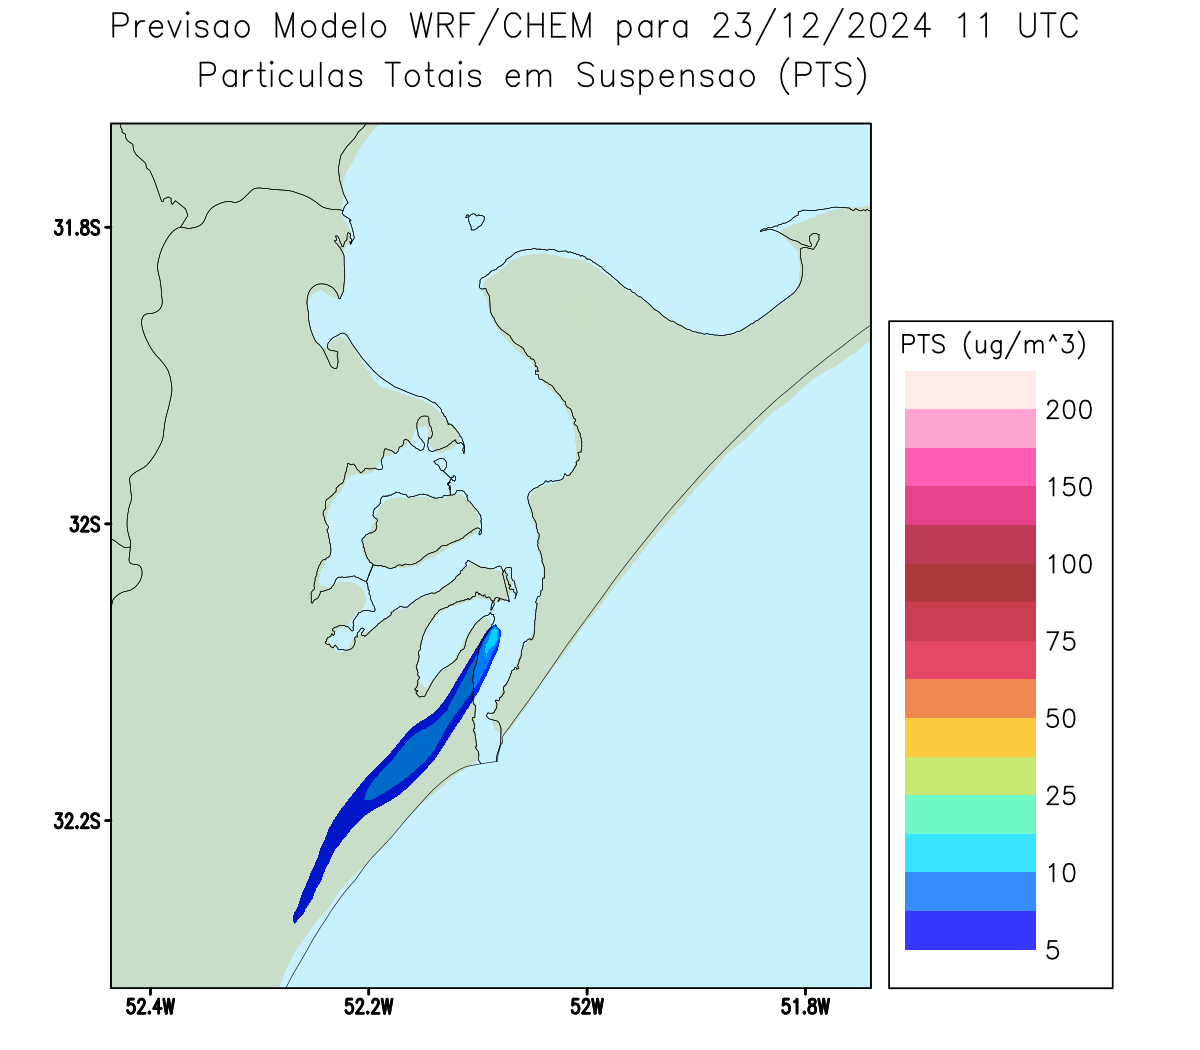 Previsao Modelo WRF/CHEM para 23/12/2024 11 UTC
Particulas Totais em Suspensao (PTS)
31.8S
32S
32.2S
52.4W
52.2W
52W
51.8W
PTS (ug/m^3)
200
150
100
75
50
25
10
5